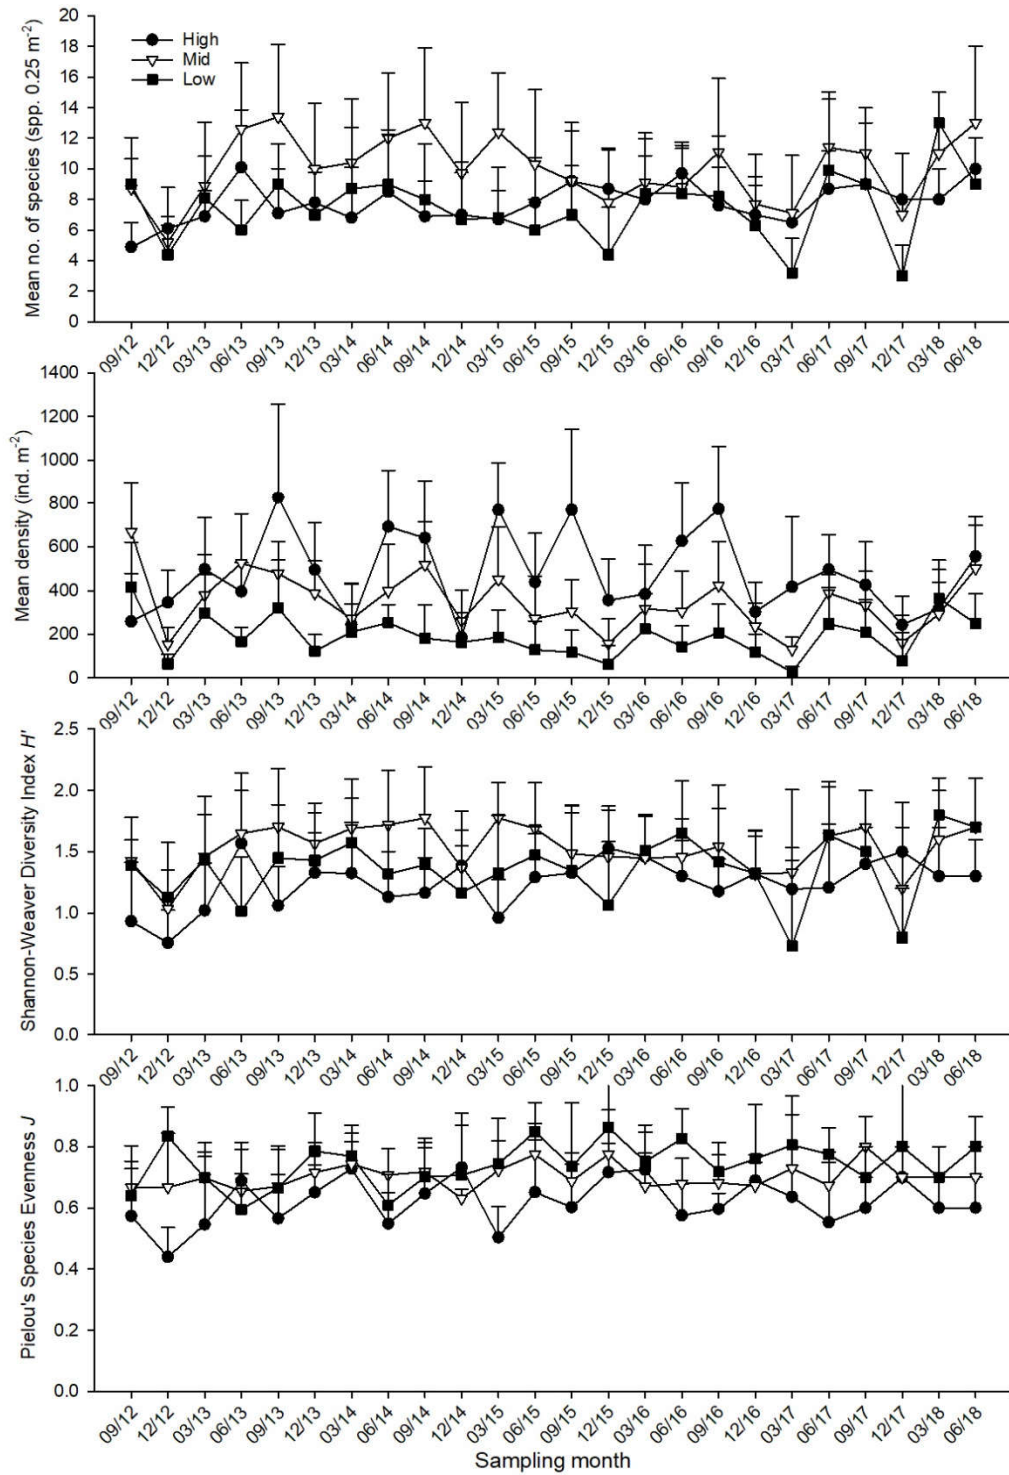 Mean no. of species (spp. 0.25 m-2)
20
18
16
14
12
10
8
6
4
2
0
High
Mid
Low
09/12 12/12 03/13 06/13 09/13 12/13 03/14 06/14 09/14 12/14 03/15 06/15 09/15 12/15 03/16 06/16 09/16 12/16 03/17 06/17 09/17 12/17 03/18 06/18
Mean density (ind. m-2)
1400
1200
1000
800
600
400
200
0
09/12 12/12 03/13 06/13 09/13 12/13 03/14 06/14 09/14 12/14 03/15 06/15 09/15 12/15 03/16 06/16 09/16 12/16 03/17 06/17 09/17 12/17 03/18 06/18
Shannon-Weaver Diversity Index H'
2.5
2.0
1.5
1.0
0.5
0.0
09/12 12/12 03/13 06/13 09/13 12/13 03/14 06/14 09/14 12/14 03/15 06/15 09/15 12/15 03/16 06/16 09/16 12/16 03/17 06/17 09/17 12/17 03/18 06/18
Pielou's Species Evenness J
1.0
0.8
0.6
0.4
0.2
0.0
09/12 12/12 03/13 06/13 09/13 12/13 03/14 06/14 09/14 12/14 03/15 06/15 09/15 12/15 03/16 06/16 09/16 12/16 03/17 06/17 09/17 12/17 03/18 06/18
Sampling month